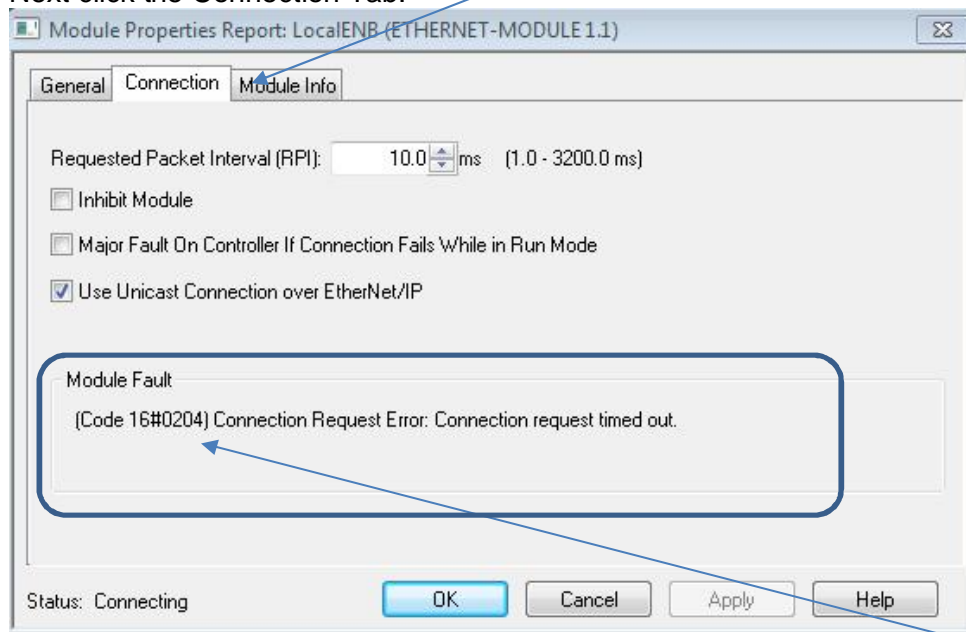 Next click the Connection Tab.
Module Properties Report: LocalENB (ETHERNET-MODULE 1.1)
General Connection Module Info
Requested Packet Interval (RPI): 10.0 ms (1.0 - 3200.0 ms)
Inhibit Module
Major Fault On Controller If Connection Fails While in Run Mode
Use Unicast Connection over EtherNet/IP
Module Fault
(Code 16#0204) Connection Request Error: Connection request timed out.
Status: Connecting OK Cancel Apply Help